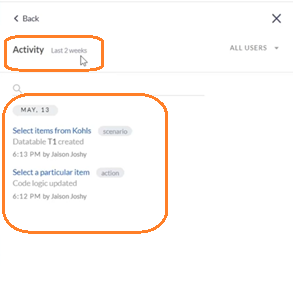 Back
Activity Last 2 weeks ALL USERS
MAY, 13
Select items from Kohls scenario
Datatable T1 created
6:13 PM by Jaison Joshy
Select a particular item action
Code logic updated
6:12 PM by Jaison Joshy